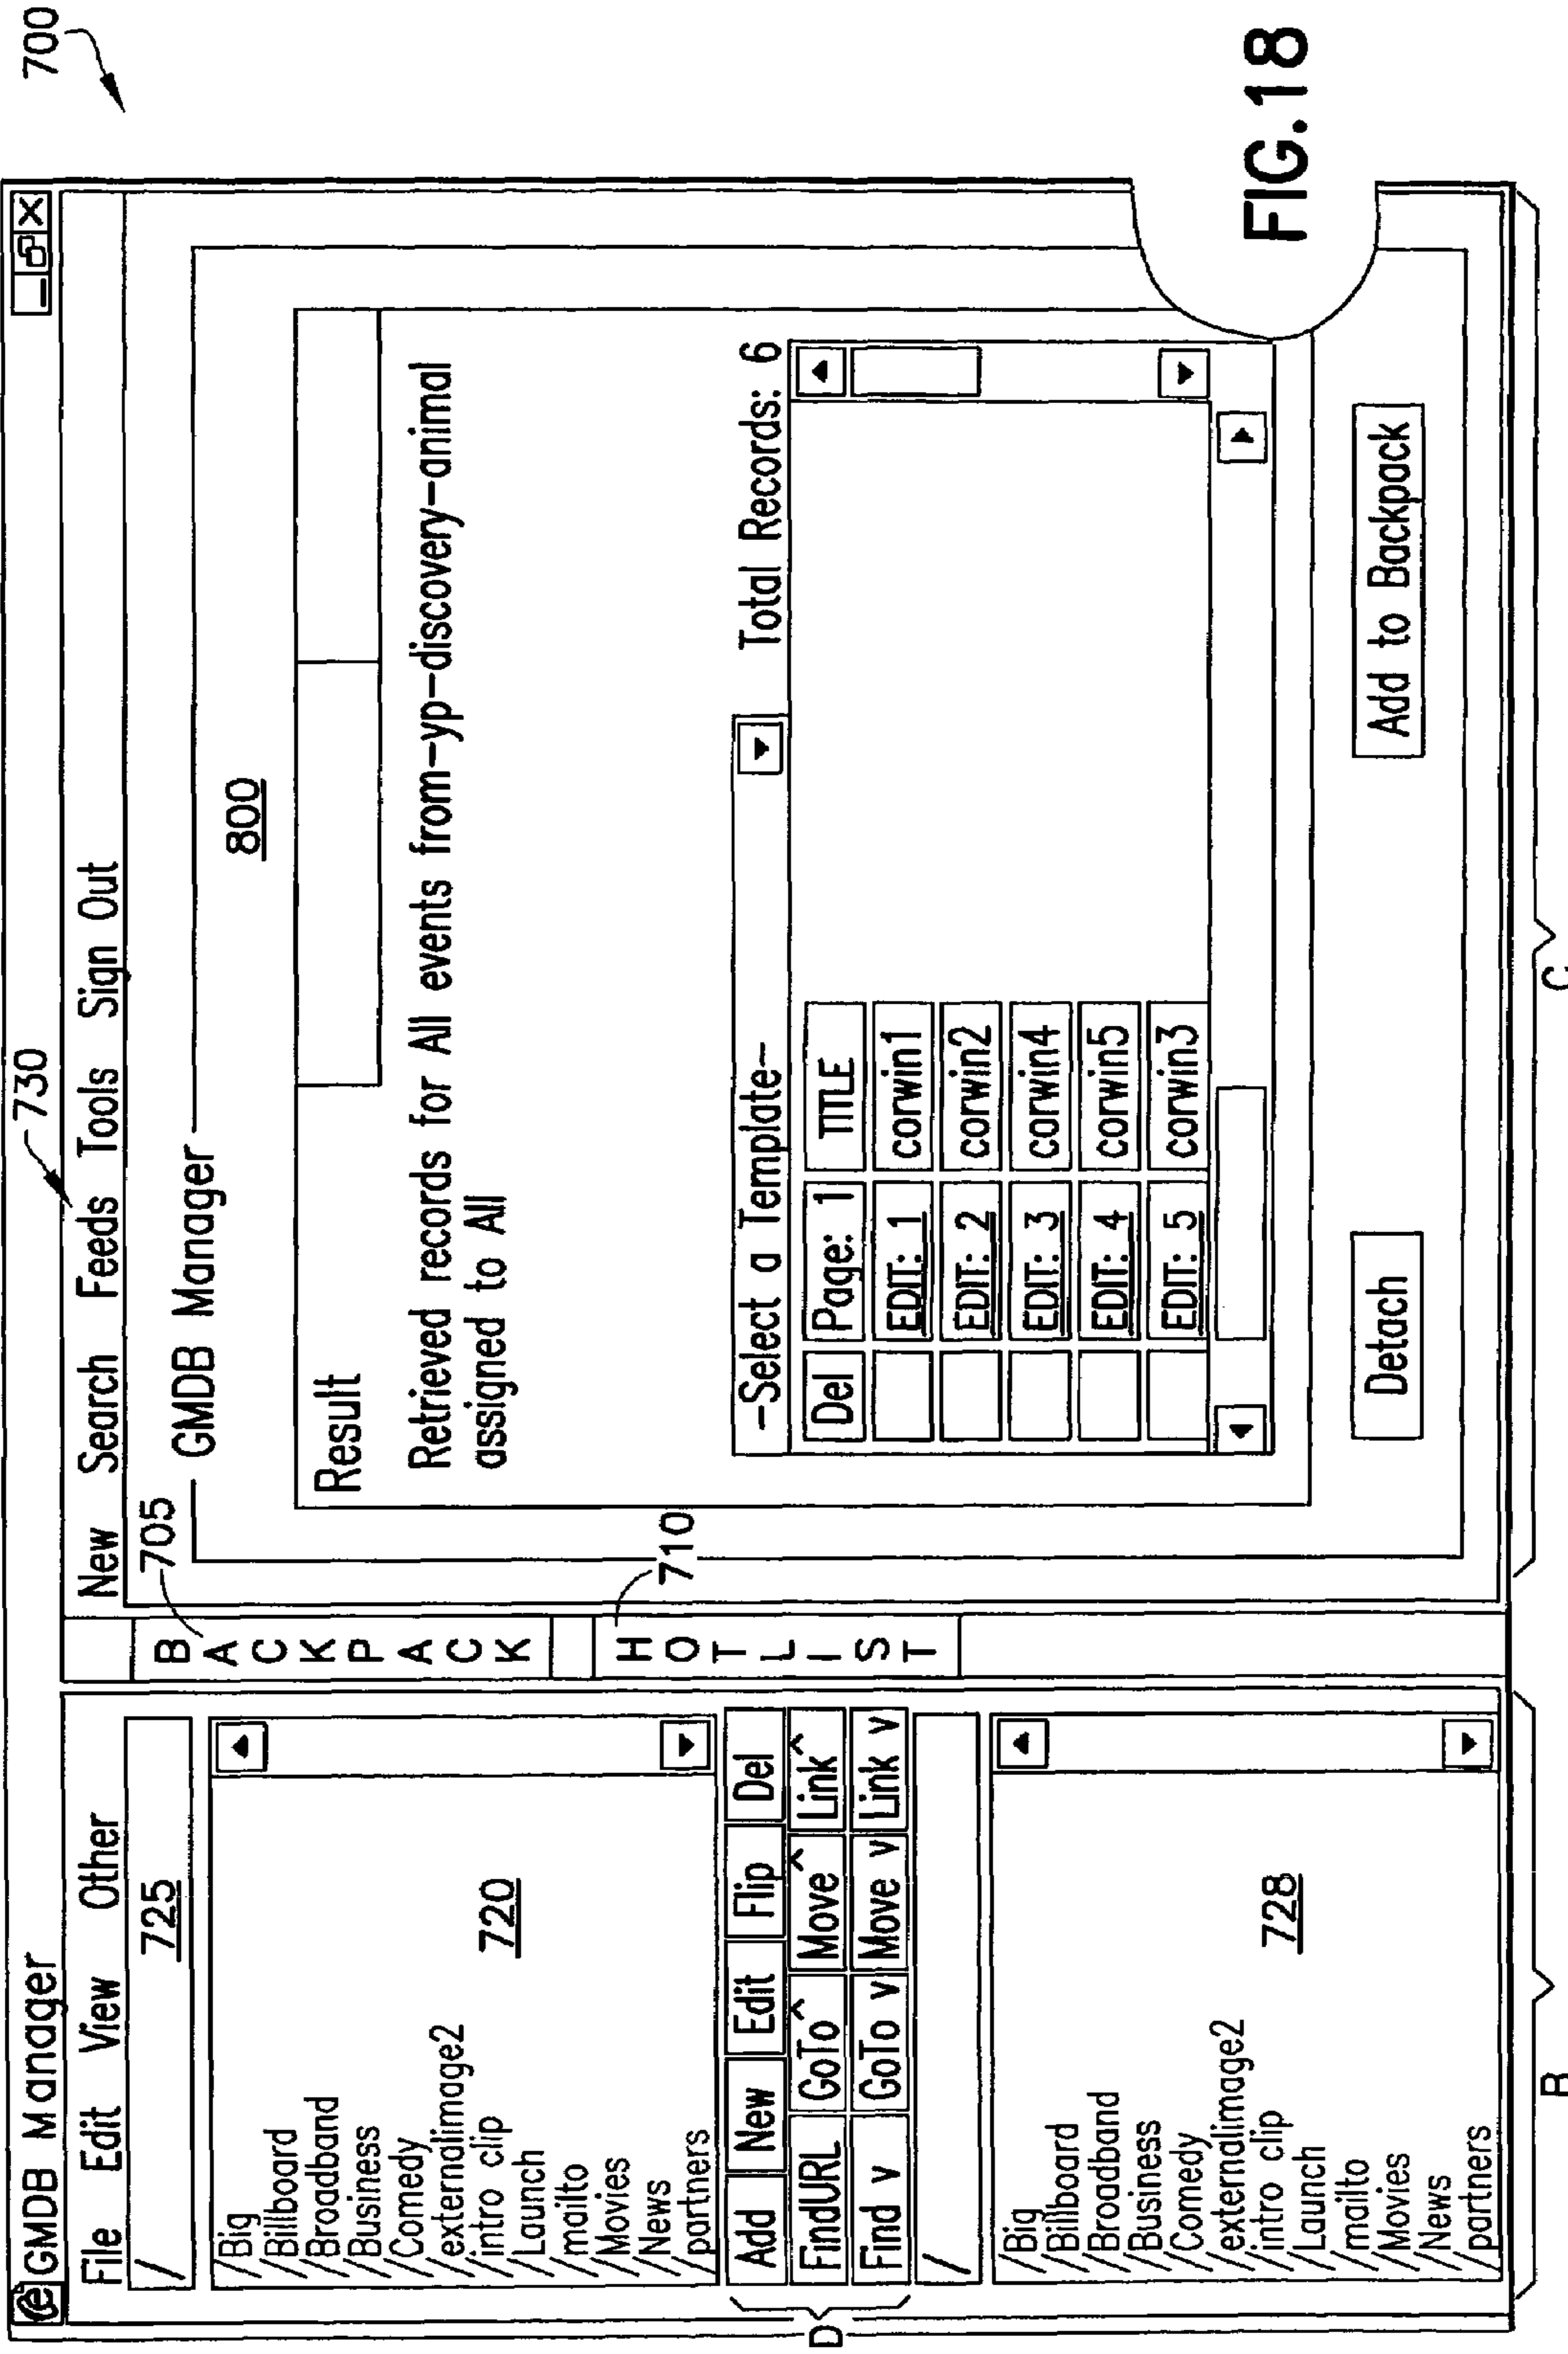 700
GMDB Manager
File Edit View Other
725
/
/Big
/Billboard
/Broadband
/Business
/Comedy
/externalimage2
/intro clip
/Launch
/mailto
/Movies
/News
/partners
720
Add New Edit Flip Del
FindURL GoTo^ Move^ Link^
Find v GoTo v Move v Link v
D
/
/Big
/Billboard
/Broadband
/Business
/Comedy
/externalimage2
/intro clip
/Launch
/mailto
/Movies
/News
/partners
728
B
BACKPACK
705
HOTLIST
710
730
New Search Feeds Tools Sign Out
GMDB Manager
800
Result
Retrieved records for All events from-yp-discovery-animal
assigned to All
-Select a Template-- Total Records: 6
Del Page: 1 TITLE
EDIT: 1 corwin1
EDIT: 2 corwin2
EDIT: 3 corwin4
EDIT: 4 corwin5
EDIT: 5 corwin3
Detach Add to Backpack
C
FIG.18